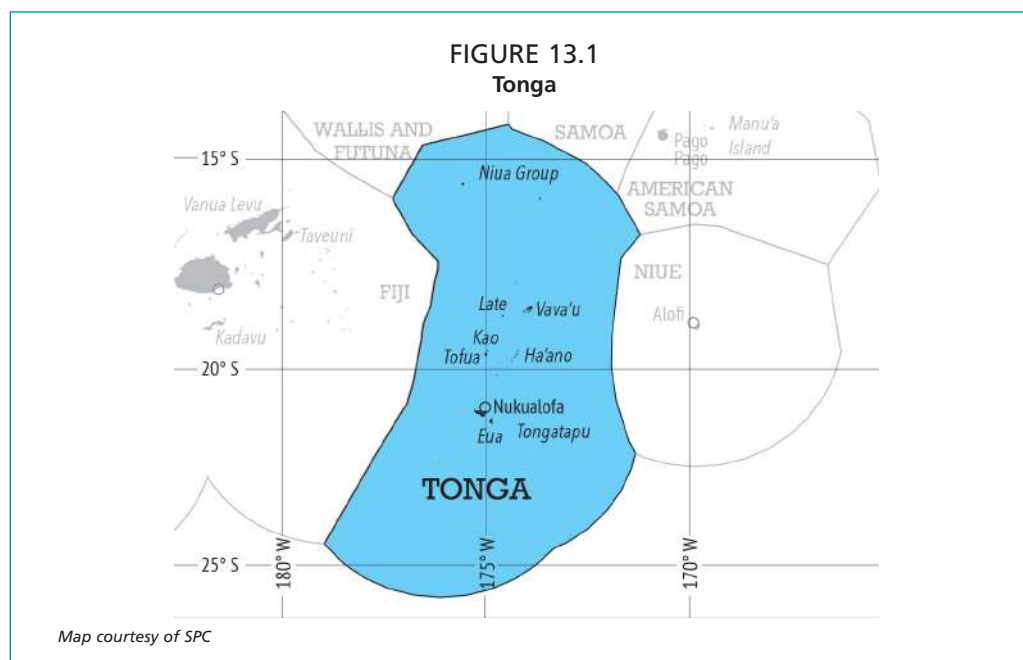 FIGURE 13.1
Tonga
WALLIS AND
FUTUNA
SAMOA
Manu'a
Island
Pago
Pago
15° S
Niua Group
AMERICAN
SAMOA
Vanua Levu
Taveuni
FIJI
NIUE
Late
Vava'u
Alofi
Kadavu
Kao
Tofua
Ha'ano
20° S
Nukualofa
Eua
Tongatapu
TONGA
25° S
180° W
175° W
170° W
Map courtesy of SPC